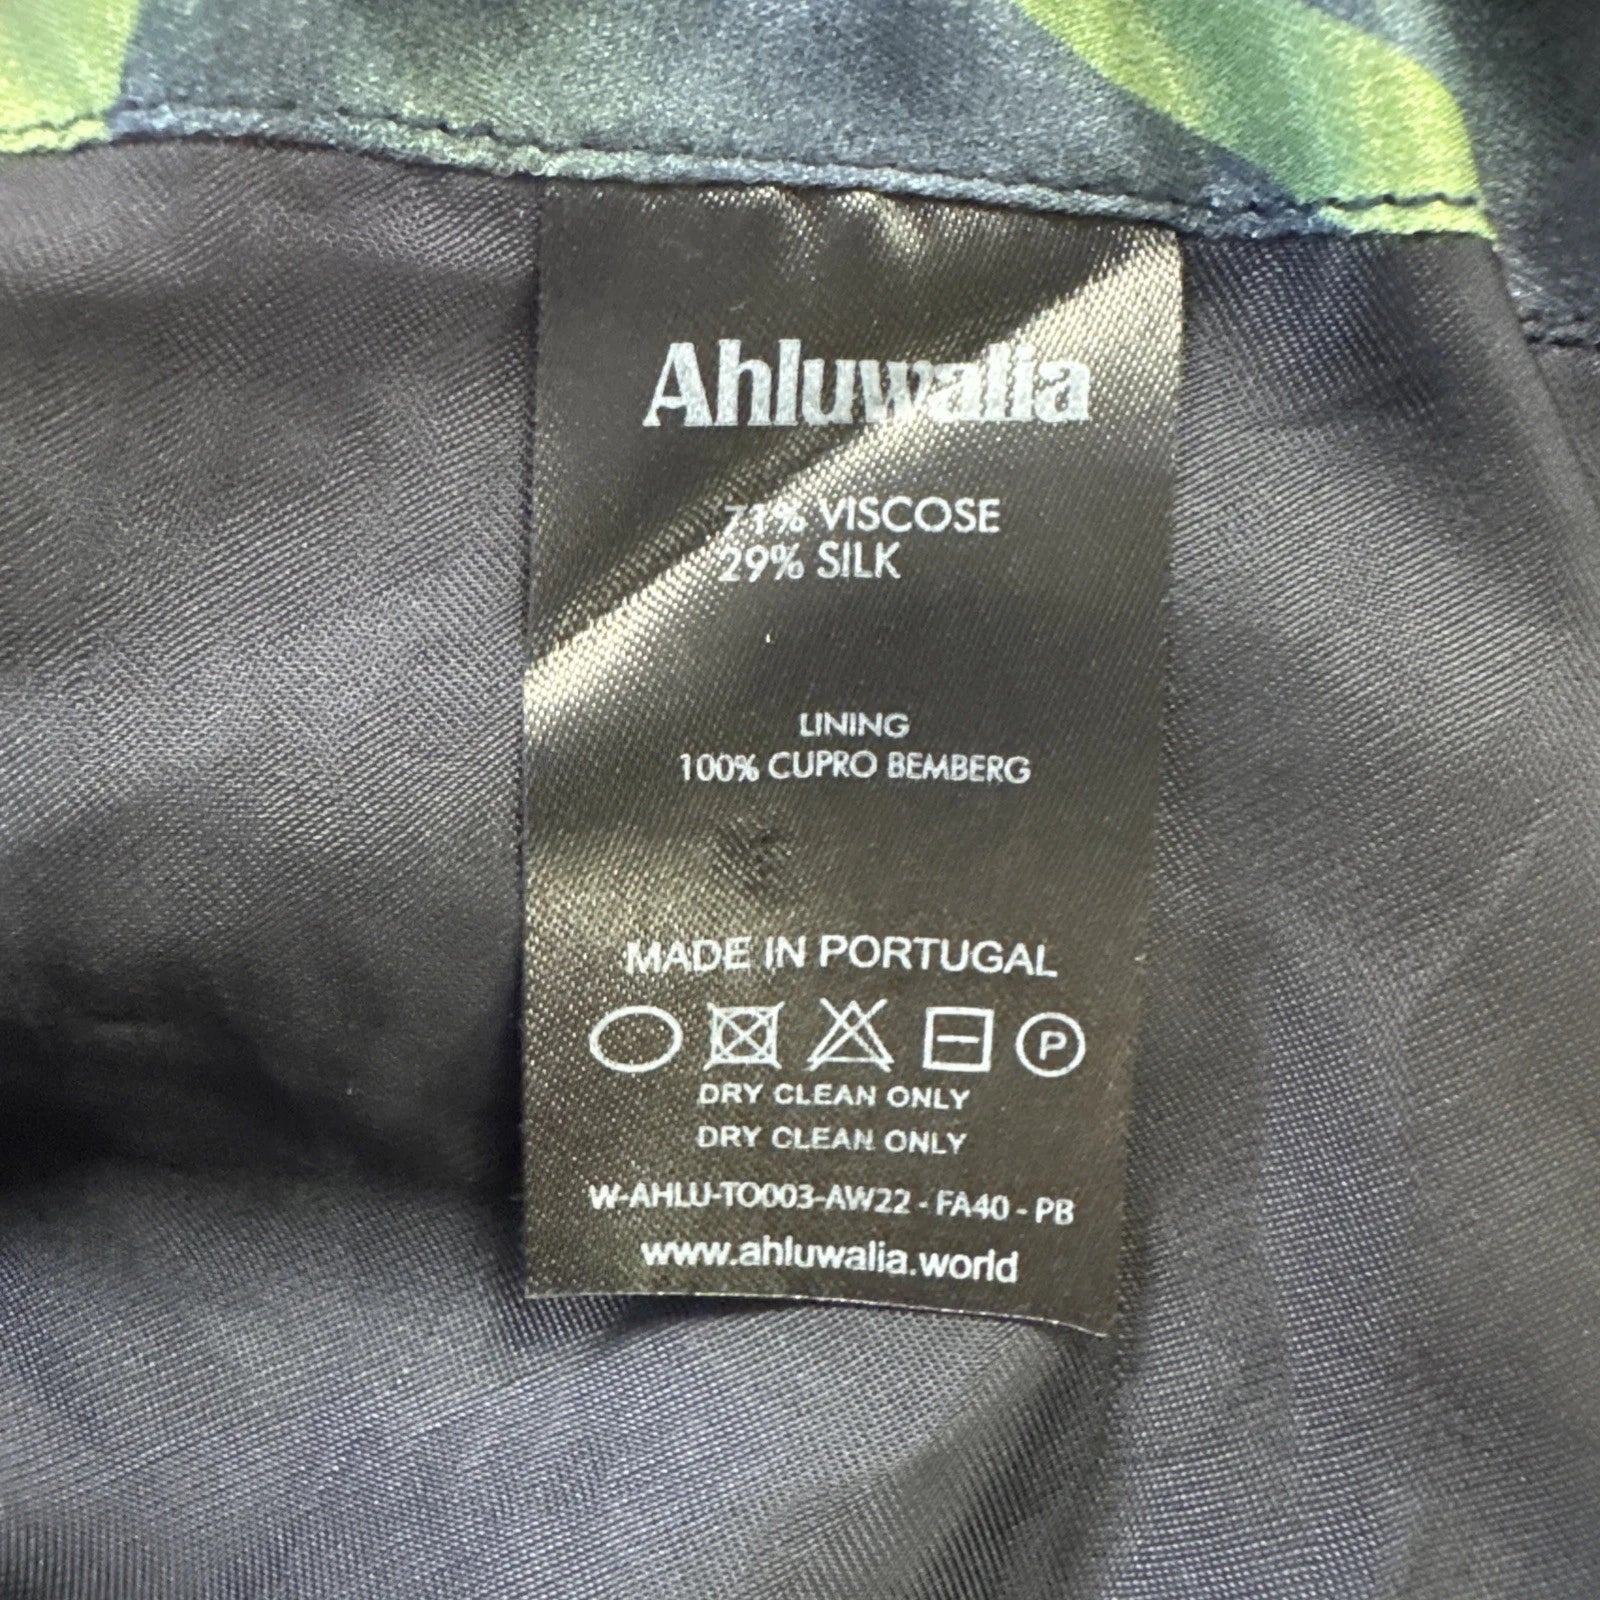 Ahluwalia
71% VISCOSE
29% SILK
LINING
100% CUPRO BEMBERG
MADE IN PORTUGAL
P
DRY CLEAN ONLY
DRY CLEAN ONLY
W-AHLU-TO003-AW22 - FA40 - PB
www.ahluwalia.world